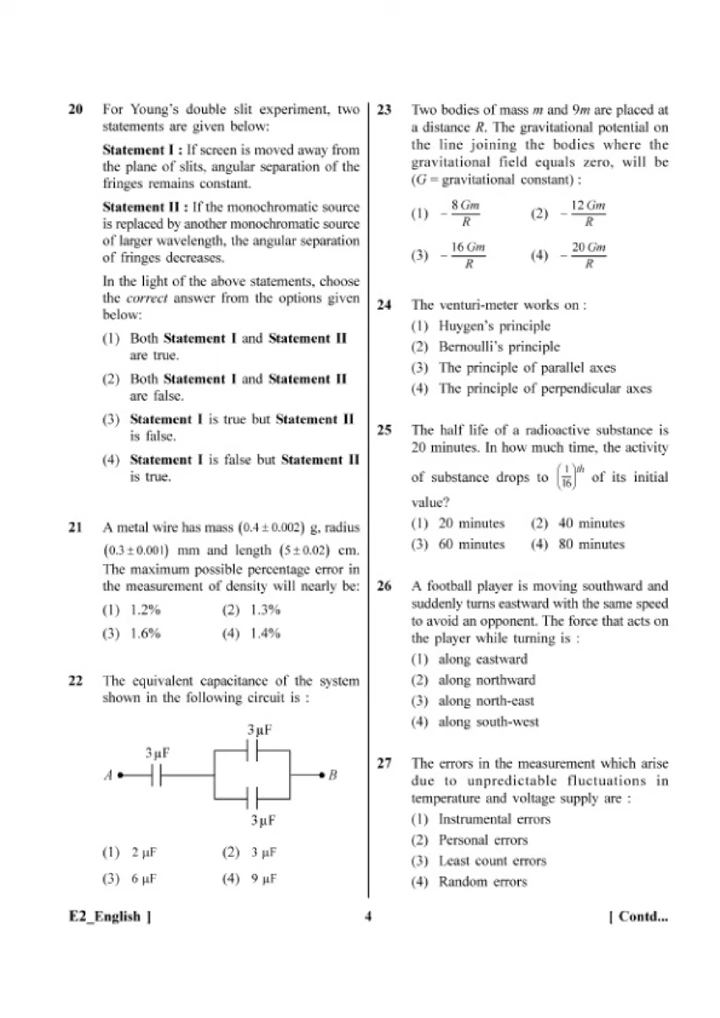 20 For Young's double slit experiment, two
statements are given below:
Statement I : If screen is moved away from
the plane of slits, angular separation of the
fringes remains constant.
Statement II : If the monochromatic source
is replaced by another monochromatic source
of larger wavelength, the angular separation
of fringes decreases.
In the light of the above statements, choose
the correct answer from the options given
below:
(1) Both Statement I and Statement II
are true.
(2) Both Statement I and Statement II
are false.
(3) Statement I is true but Statement II
is false.
(4) Statement I is false but Statement II
is true.
21 A metal wire has mass (0.4 ± 0.002) g, radius
(0.3 ± 0.001) mm and length (5 ± 0.02) cm.
The maximum possible percentage error in
the measurement of density will nearly be:
(1) 1.2% (2) 1.3%
(3) 1.6% (4) 1.4%
22 The equivalent capacitance of the system
shown in the following circuit is :
3 µF
3 µF
A B
3 µF
(1) 2 µF (2) 3 µF
(3) 6 µF (4) 9 µF
23 Two bodies of mass m and 9m are placed at
a distance R. The gravitational potential on
the line joining the bodies where the
gravitational field equals zero, will be
(G = gravitational constant) :
(1) − 8 Gm / R (2) − 12 Gm / R
(3) − 16 Gm / R (4) − 20 Gm / R
24 The venturi-meter works on :
(1) Huygen's principle
(2) Bernoulli's principle
(3) The principle of parallel axes
(4) The principle of perpendicular axes
25 The half life of a radioactive substance is
20 minutes. In how much time, the activity
of substance drops to (1/16)th of its initial
value?
(1) 20 minutes (2) 40 minutes
(3) 60 minutes (4) 80 minutes
26 A football player is moving southward and
suddenly turns eastward with the same speed
to avoid an opponent. The force that acts on
the player while turning is :
(1) along eastward
(2) along northward
(3) along north-east
(4) along south-west
27 The errors in the measurement which arise
due to unpredictable fluctuations in
temperature and voltage supply are :
(1) Instrumental errors
(2) Personal errors
(3) Least count errors
(4) Random errors
E2_English ] 4 [ Contd...